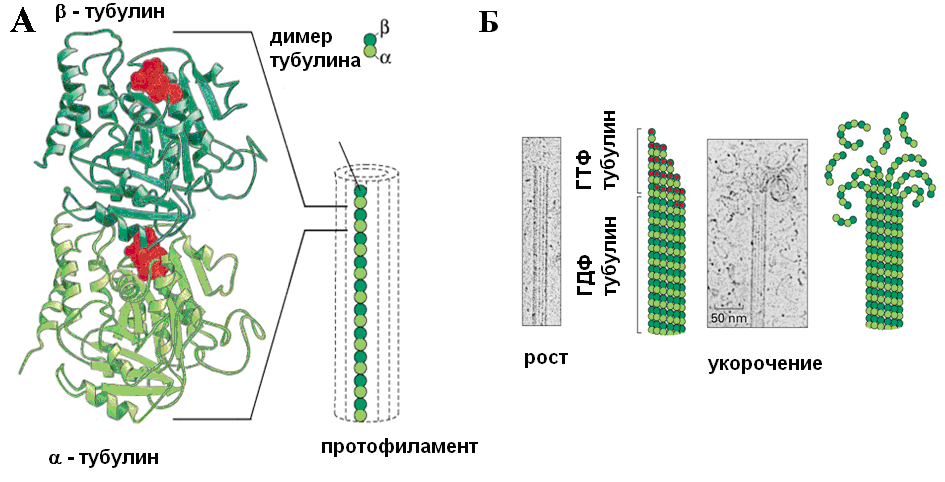 А
β - тубулин
димер
тубулина
β
α
α - тубулин
протофиламент
Б
ГТФ
тубулин
ГДФ
тубулин
50 nm
рост
укорочение